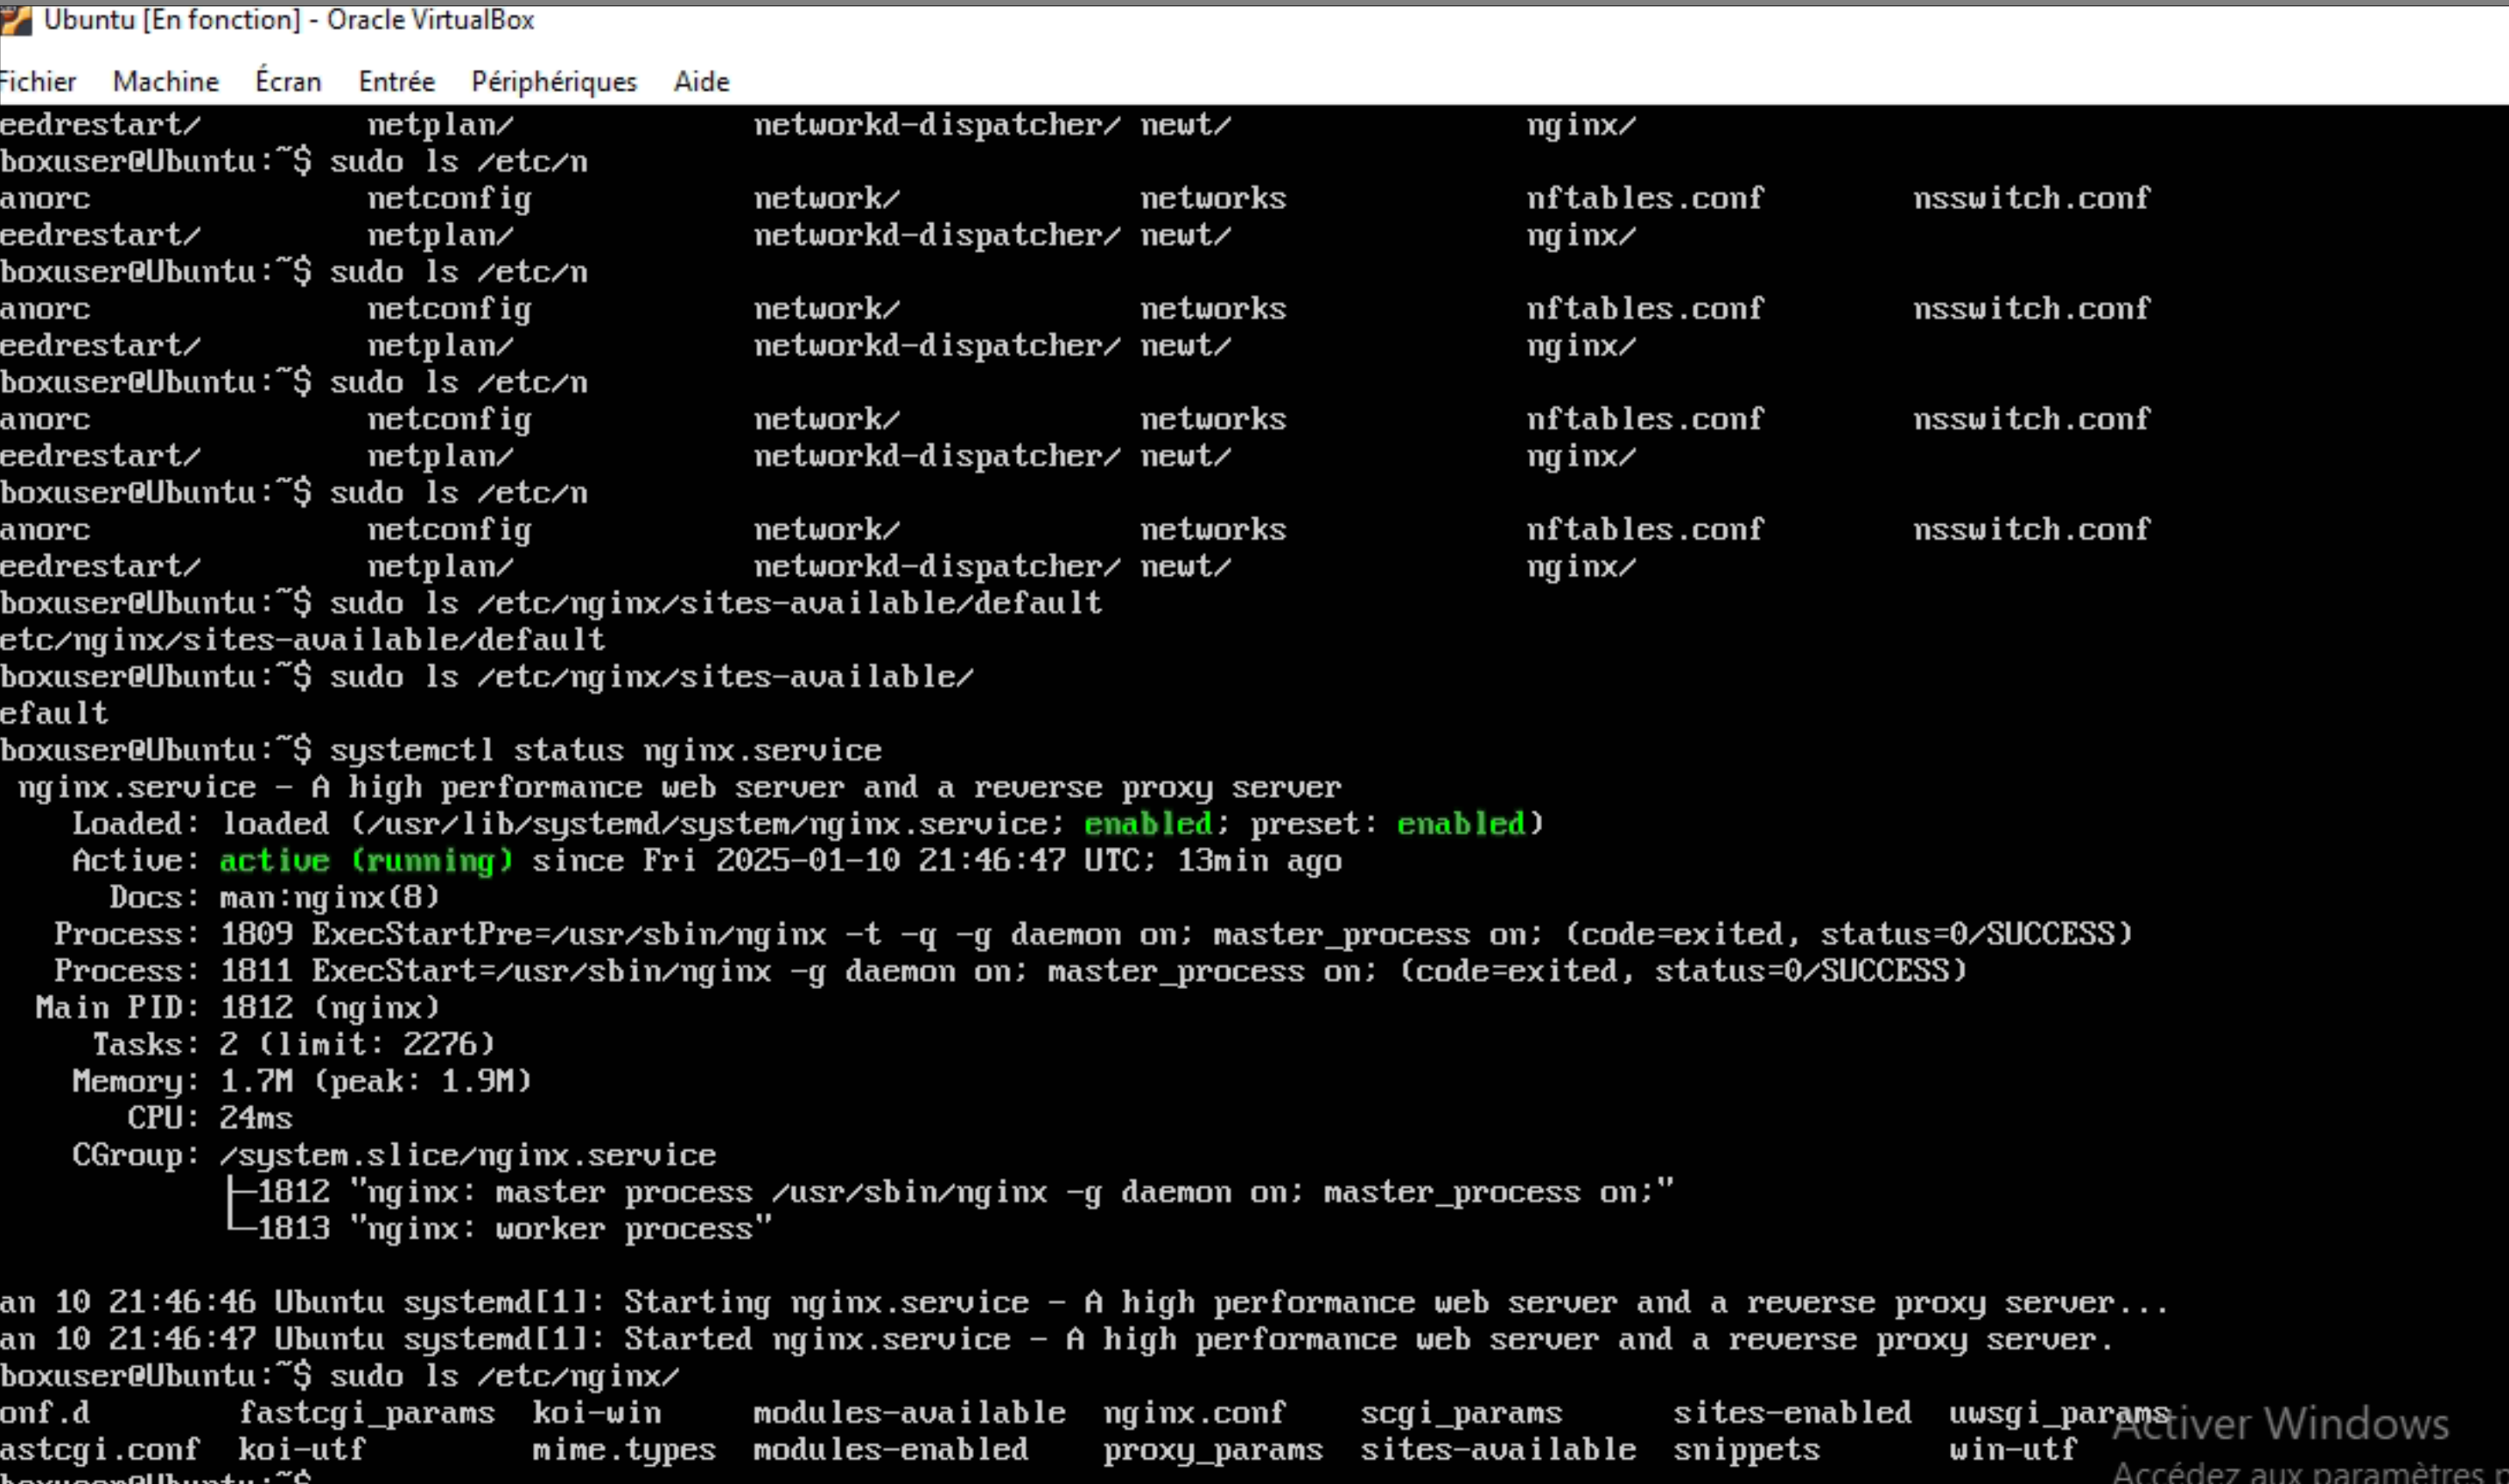 Ubuntu [En fonction] - Oracle VirtualBox
Fichier Machine Écran Entrée Périphériques Aide
eedrestart/ netplan/ networkd-dispatcher/ newt/ nginx/
boxuser@Ubuntu:~$ sudo ls /etc/n
anorc netconfig network/ networks nftables.conf nsswitch.conf
eedrestart/ netplan/ networkd-dispatcher/ newt/ nginx/
boxuser@Ubuntu:~$ sudo ls /etc/n
anorc netconfig network/ networks nftables.conf nsswitch.conf
eedrestart/ netplan/ networkd-dispatcher/ newt/ nginx/
boxuser@Ubuntu:~$ sudo ls /etc/n
anorc netconfig network/ networks nftables.conf nsswitch.conf
eedrestart/ netplan/ networkd-dispatcher/ newt/ nginx/
boxuser@Ubuntu:~$ sudo ls /etc/n
anorc netconfig network/ networks nftables.conf nsswitch.conf
eedrestart/ netplan/ networkd-dispatcher/ newt/ nginx/
boxuser@Ubuntu:~$ sudo ls /etc/nginx/sites-available/default
etc/nginx/sites-available/default
boxuser@Ubuntu:~$ sudo ls /etc/nginx/sites-available/
efault
boxuser@Ubuntu:~$ systemctl status nginx.service
nginx.service - A high performance web server and a reverse proxy server
Loaded: loaded (/usr/lib/systemd/system/nginx.service; enabled; preset: enabled)
Active: active (running) since Fri 2025-01-10 21:46:47 UTC; 13min ago
Docs: man:nginx(8)
Process: 1809 ExecStartPre=/usr/sbin/nginx -t -q -g daemon on; master_process on; (code=exited, status=0/SUCCESS)
Process: 1811 ExecStart=/usr/sbin/nginx -g daemon on; master_process on; (code=exited, status=0/SUCCESS)
Main PID: 1812 (nginx)
Tasks: 2 (limit: 2276)
Memory: 1.7M (peak: 1.9M)
CPU: 24ms
CGroup: /system.slice/nginx.service
├─1812 "nginx: master process /usr/sbin/nginx -g daemon on; master_process on;"
└─1813 "nginx: worker process"
an 10 21:46:46 Ubuntu systemd[1]: Starting nginx.service - A high performance web server and a reverse proxy server...
an 10 21:46:47 Ubuntu systemd[1]: Started nginx.service - A high performance web server and a reverse proxy server.
boxuser@Ubuntu:~$ sudo ls /etc/nginx/
onf.d fastcgi_params koi-win modules-available nginx.conf scgi_params sites-enabled uwsgi_params
astcgi.conf koi-utf mime.types modules-enabled proxy_params sites-available snippets win-utf
Activer Windows
boxuser@Ubuntu:~$
Accédez aux paramètres